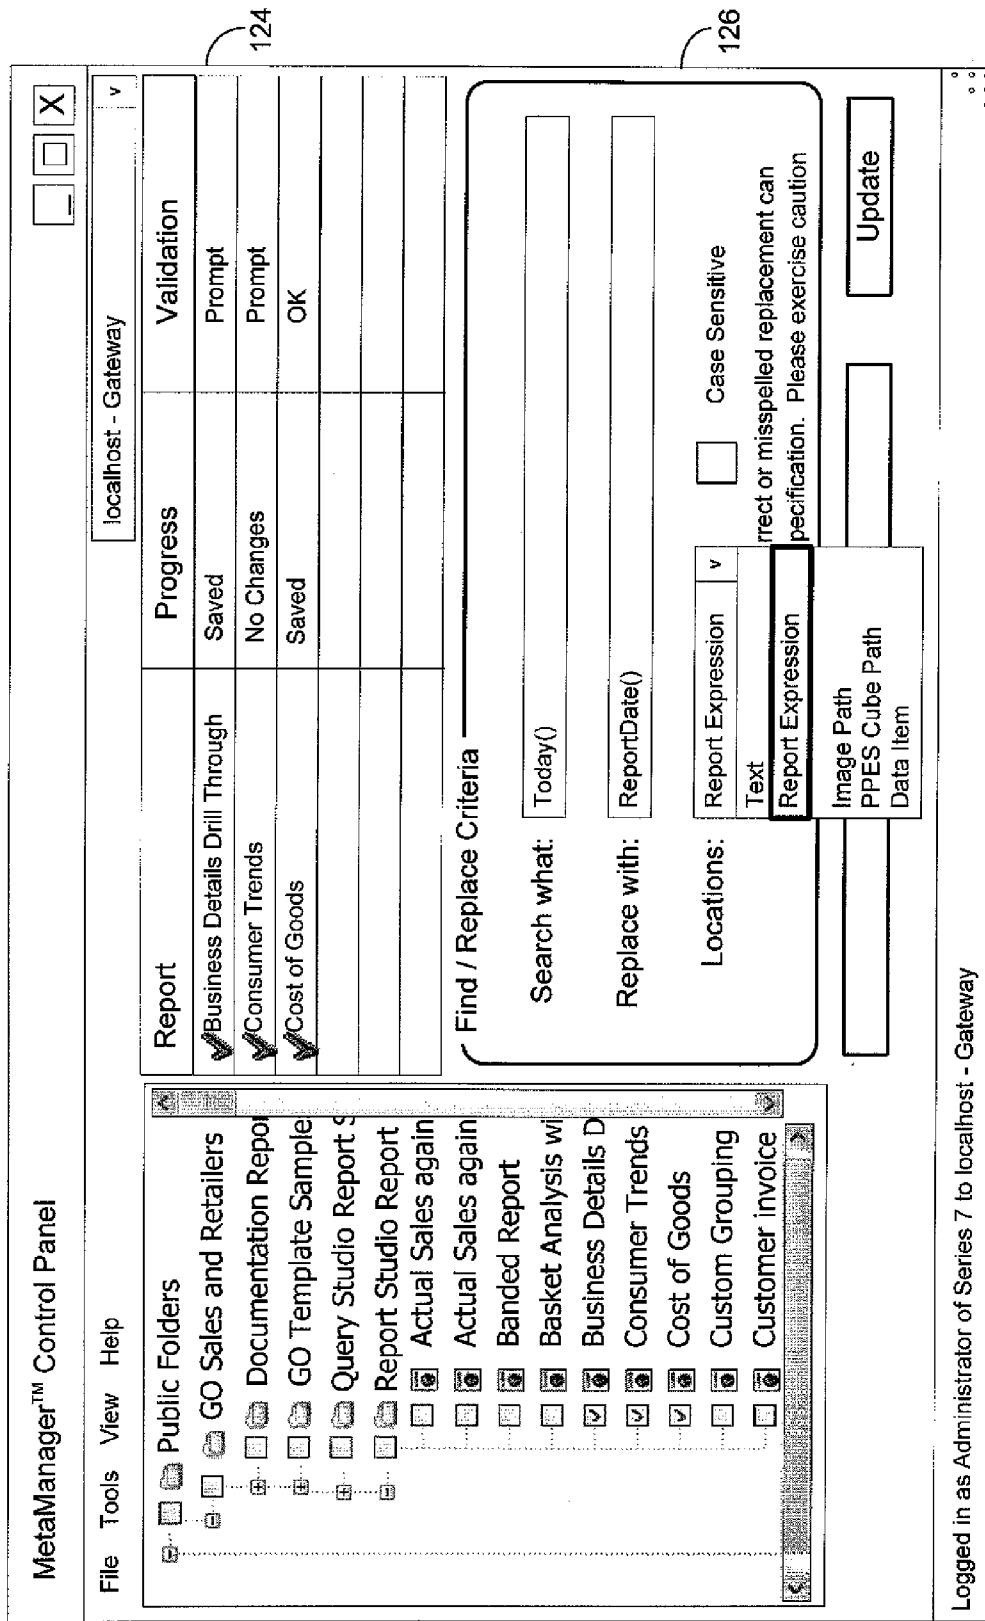 MetaManager™ Control Panel
_ X
File Tools View Help
localhost - Gateway v
Public Folders
GO Sales and Retailers
Documentation Repor
GO Template Sample
Query Studio Report S
Report Studio Report
Actual Sales again
Actual Sales again
Banded Report
Basket Analysis wi
Business Details D
Consumer Trends
Cost of Goods
Custom Grouping
Customer Invoice
Report Progress Validation
Business Details Drill Through Saved Prompt
Consumer Trends No Changes Prompt
Cost of Goods Saved OK
124
Find / Replace Criteria
126
Search what: Today()
Replace with: ReportDate()
Locations: Report Expression v Case Sensitive
Text
Report Expression
Image Path
PPES Cube Path
Data Item
rrect or misspelled replacement can
pecification. Please exercise caution
Update
Logged in as Administrator of Series 7 to localhost - Gateway